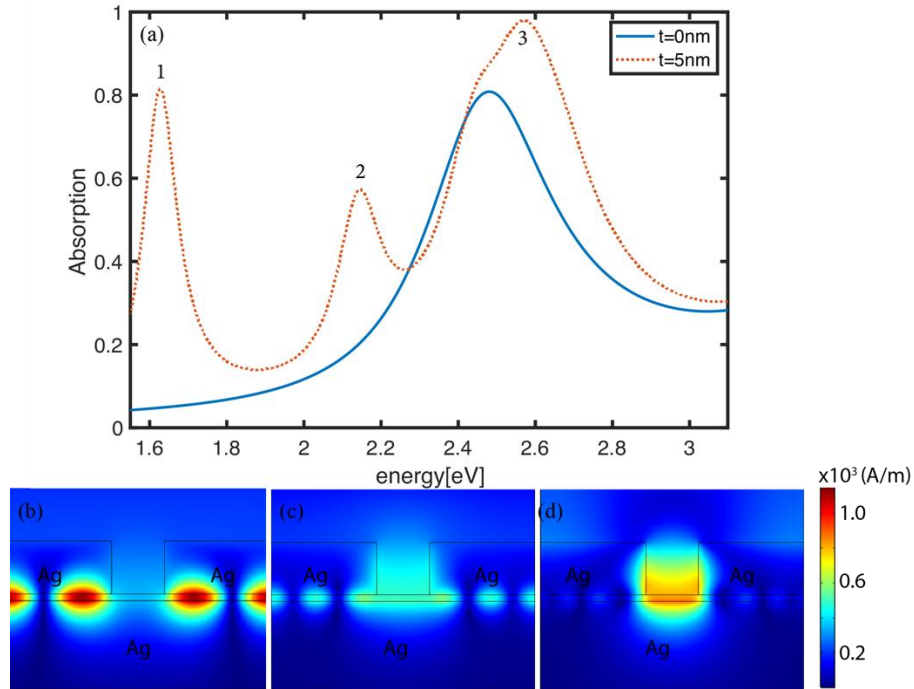 (a)
t=0nm
t=5nm
1
2
3
Absorption
1
0.8
0.6
0.4
0.2
0
1.6
1.8
2
2.2
2.4
2.6
2.8
3
energy[eV]
x10³ (A/m)
(b)
(c)
(d)
Ag
Ag
Ag
Ag
Ag
Ag
Ag
Ag
Ag
1.0
0.6
0.2